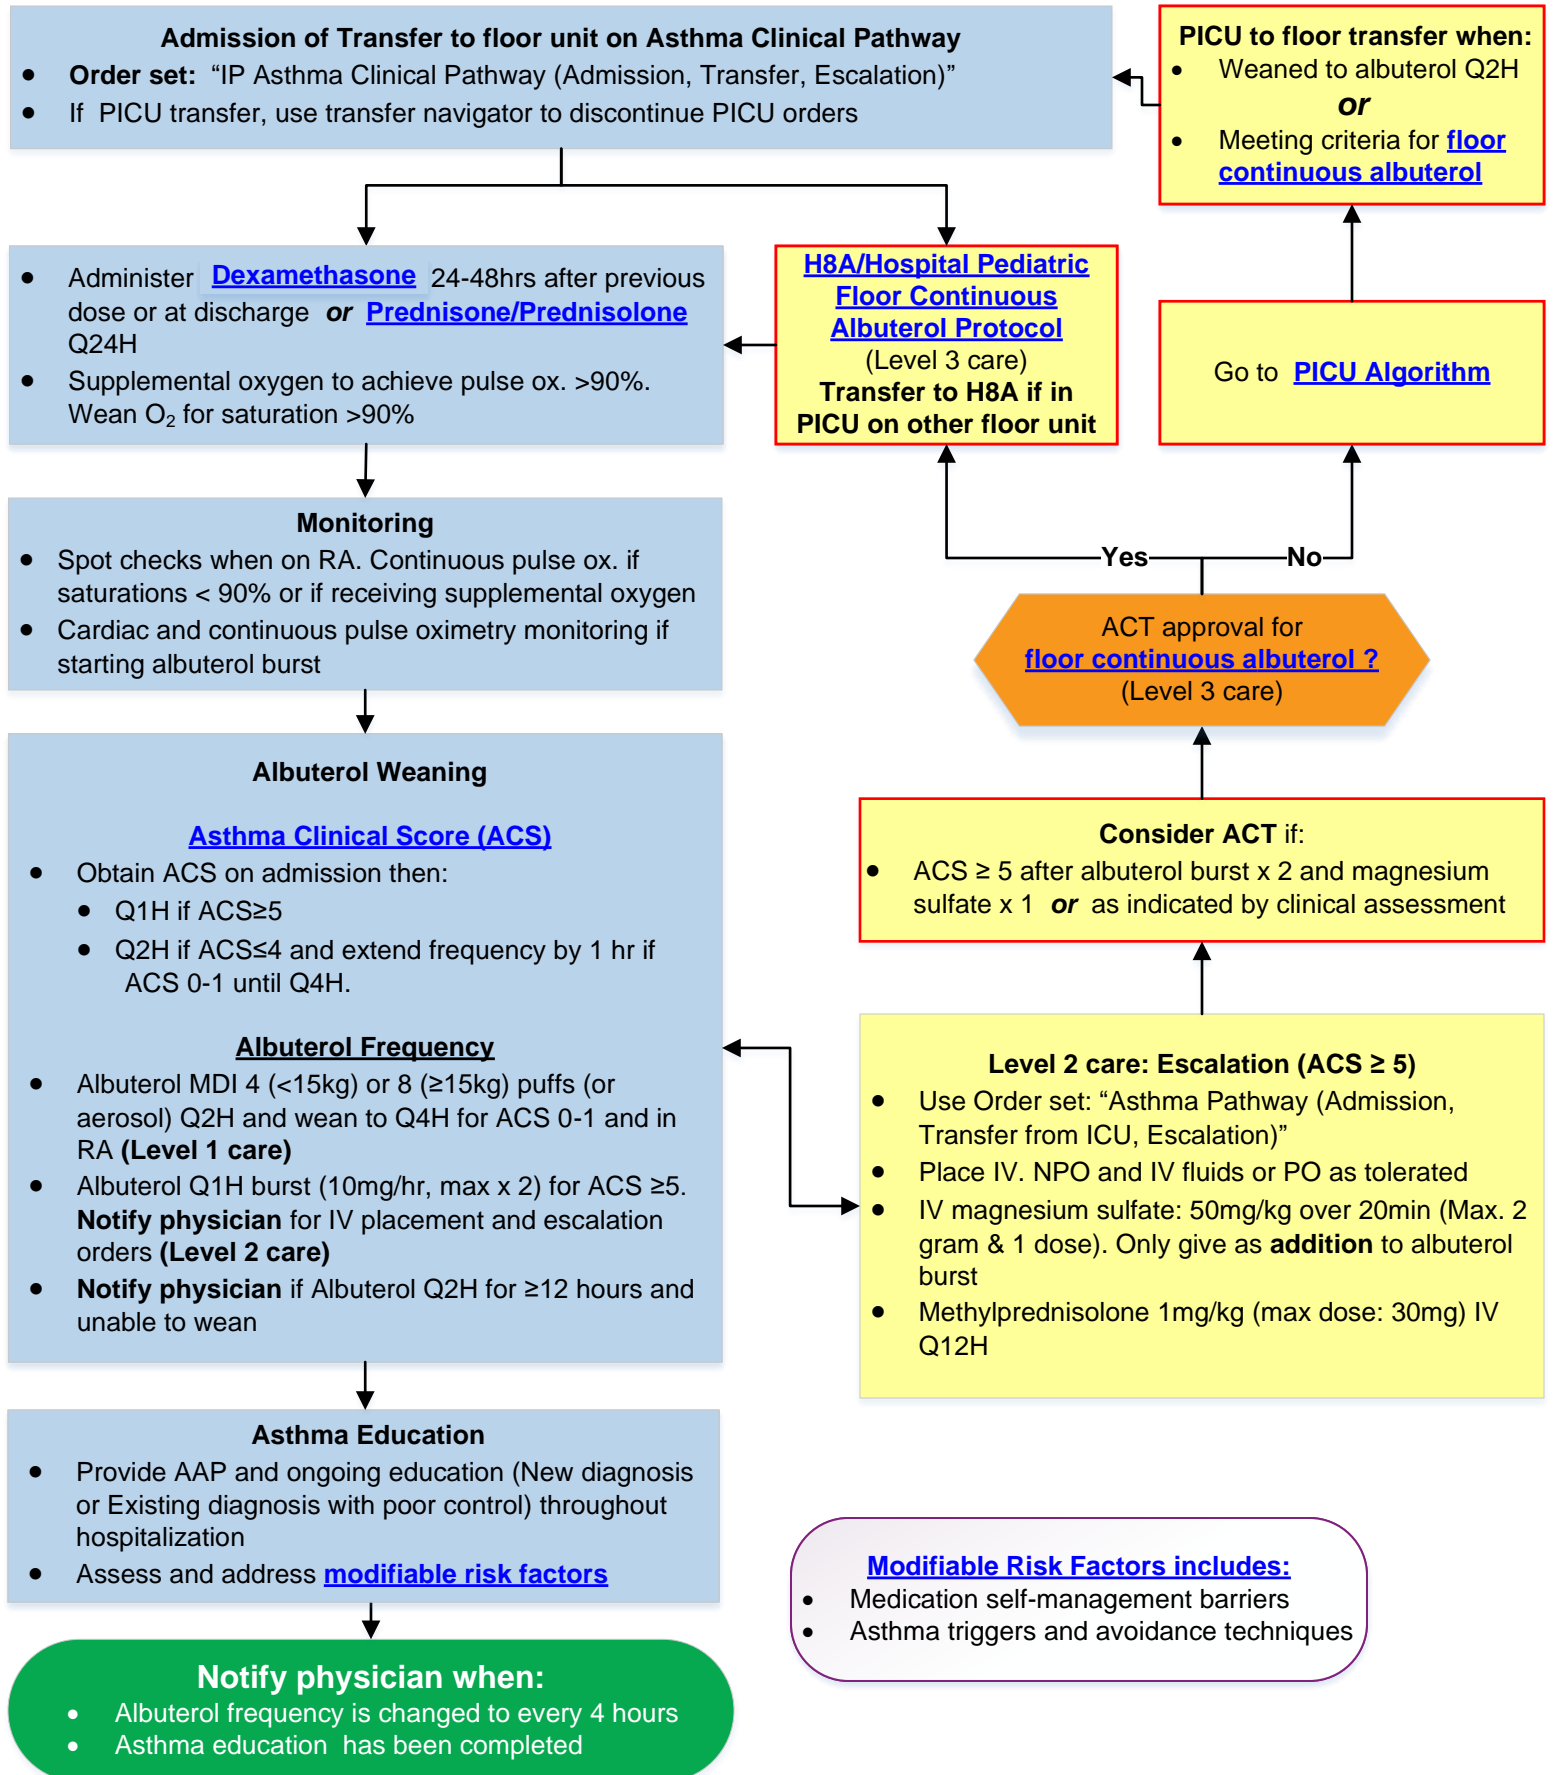 Admission of Transfer to floor unit on Asthma Clinical Pathway
● Order set: “IP Asthma Clinical Pathway (Admission, Transfer, Escalation)”
● If PICU transfer, use transfer navigator to discontinue PICU orders
PICU to floor transfer when:
● Weaned to albuterol Q2H
or
● Meeting criteria for floor
continuous albuterol
● Administer Dexamethasone 24-48hrs after previous
dose or at discharge or Prednisone/Prednisolone
Q24H
● Supplemental oxygen to achieve pulse ox. >90%.
Wean O₂ for saturation >90%
H8A/Hospital Pediatric
Floor Continuous
Albuterol Protocol
(Level 3 care)
Transfer to H8A if in
PICU on other floor unit
Go to PICU Algorithm
Monitoring
● Spot checks when on RA. Continuous pulse ox. if
saturations < 90% or if receiving supplemental oxygen
● Cardiac and continuous pulse oximetry monitoring if
starting albuterol burst
Yes
No
ACT approval for
floor continuous albuterol ?
(Level 3 care)
Albuterol Weaning
Asthma Clinical Score (ACS)
● Obtain ACS on admission then:
● Q1H if ACS≥5
● Q2H if ACS≤4 and extend frequency by 1 hr if
ACS 0-1 until Q4H.
Albuterol Frequency
● Albuterol MDI 4 (<15kg) or 8 (≥15kg) puffs (or
aerosol) Q2H and wean to Q4H for ACS 0-1 and in
RA (Level 1 care)
● Albuterol Q1H burst (10mg/hr, max x 2) for ACS ≥5.
Notify physician for IV placement and escalation
orders (Level 2 care)
● Notify physician if Albuterol Q2H for ≥12 hours and
unable to wean
Consider ACT if:
● ACS ≥ 5 after albuterol burst x 2 and magnesium
sulfate x 1 or as indicated by clinical assessment
Level 2 care: Escalation (ACS ≥ 5)
● Use Order set: “Asthma Pathway (Admission,
Transfer from ICU, Escalation)”
● Place IV. NPO and IV fluids or PO as tolerated
● IV magnesium sulfate: 50mg/kg over 20min (Max. 2
gram & 1 dose). Only give as addition to albuterol
burst
● Methylprednisolone 1mg/kg (max dose: 30mg) IV
Q12H
Asthma Education
● Provide AAP and ongoing education (New diagnosis
or Existing diagnosis with poor control) throughout
hospitalization
● Assess and address modifiable risk factors
Modifiable Risk Factors includes:
● Medication self-management barriers
● Asthma triggers and avoidance techniques
Notify physician when:
● Albuterol frequency is changed to every 4 hours
● Asthma education has been completed